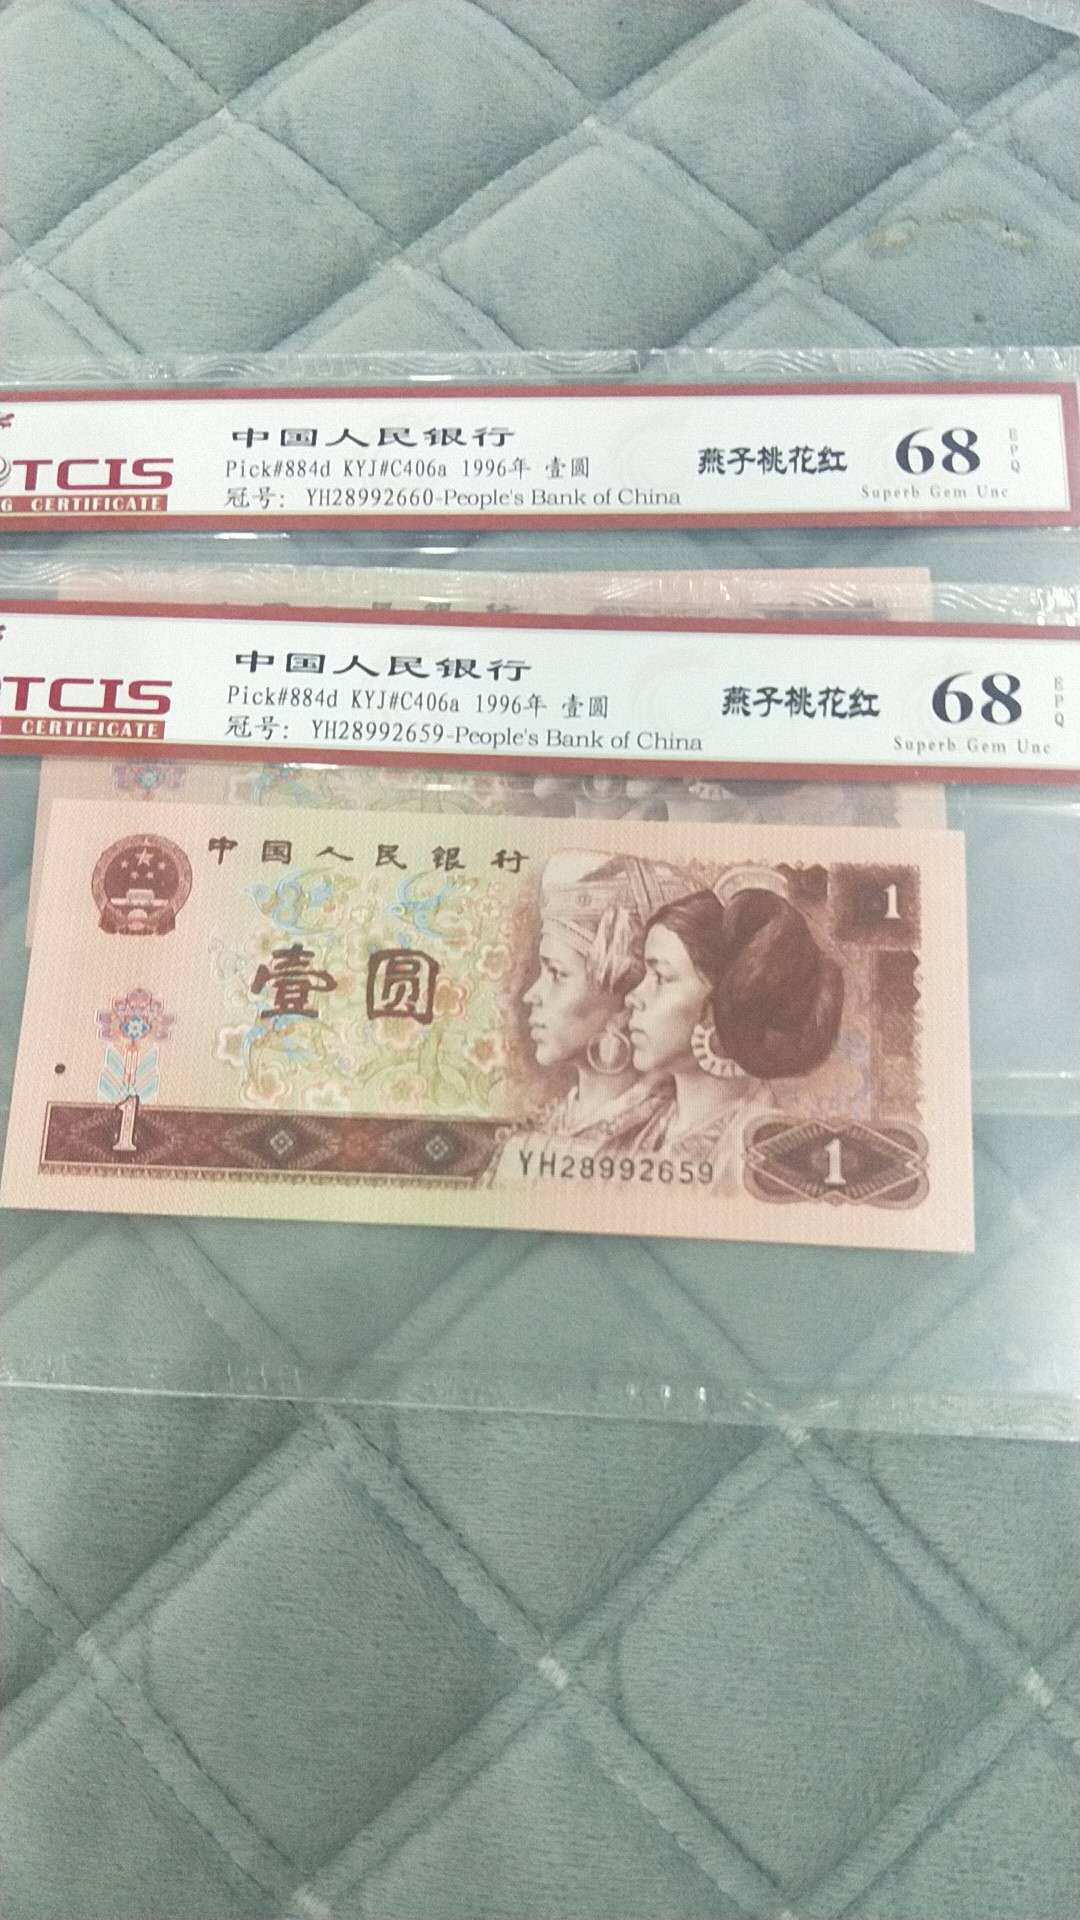 中国人民银行
Pick#884d KYJ#C406a 1996年 壹圆
冠号: YH28992660-People's Bank of China
TCIS
G CERTIFICATE
燕子桃花红
68
EPQ
Superb Gem Unc
中国人民银行
Pick#884d KYJ#C406a 1996年 壹圆
冠号: YH28992659-People's Bank of China
TCIS
CERTIFICATE
燕子桃花红
68
EPQ
Superb Gem Unc
中国人民银行
壹圆
1
1
YH28992659
1